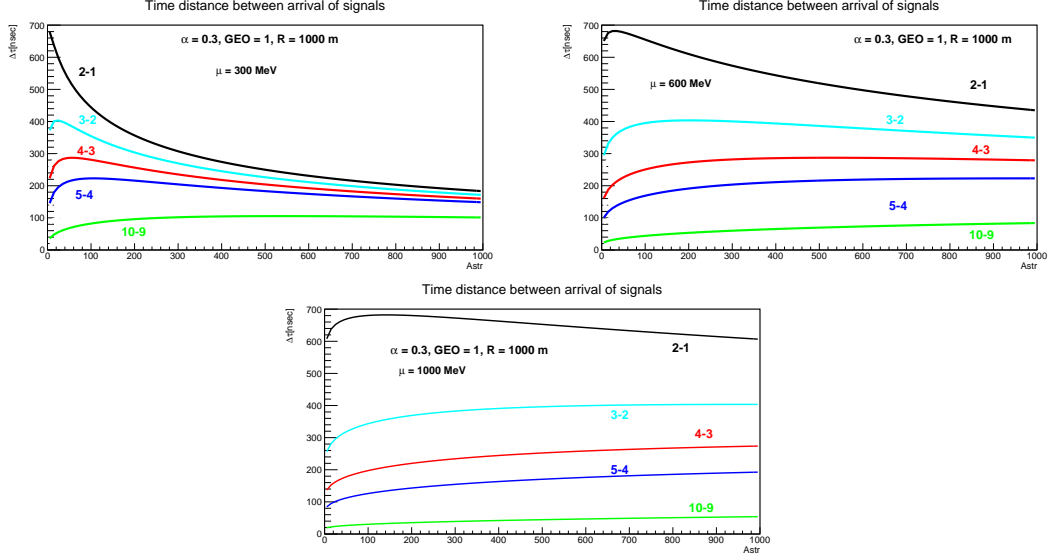 Time distance between arrival of signals
Δτ[nsec]
700
600
500
400
300
200
100
0
α = 0.3, GEO = 1, R = 1000 m
μ = 300 MeV
2-1
3-2
4-3
5-4
10-9
0 100 200 300 400 500 600 700 800 900 1000
Astr
Time distance between arrival of signals
Δτ[nsec]
700
600
500
400
300
200
100
0
α = 0.3, GEO = 1, R = 1000 m
μ = 600 MeV
2-1
3-2
4-3
5-4
10-9
0 100 200 300 400 500 600 700 800 900 1000
Astr
Time distance between arrival of signals
Δτ[nsec]
700
600
500
400
300
200
100
0
α = 0.3, GEO = 1, R = 1000 m
μ = 1000 MeV
2-1
3-2
4-3
5-4
10-9
0 100 200 300 400 500 600 700 800 900 1000
Astr